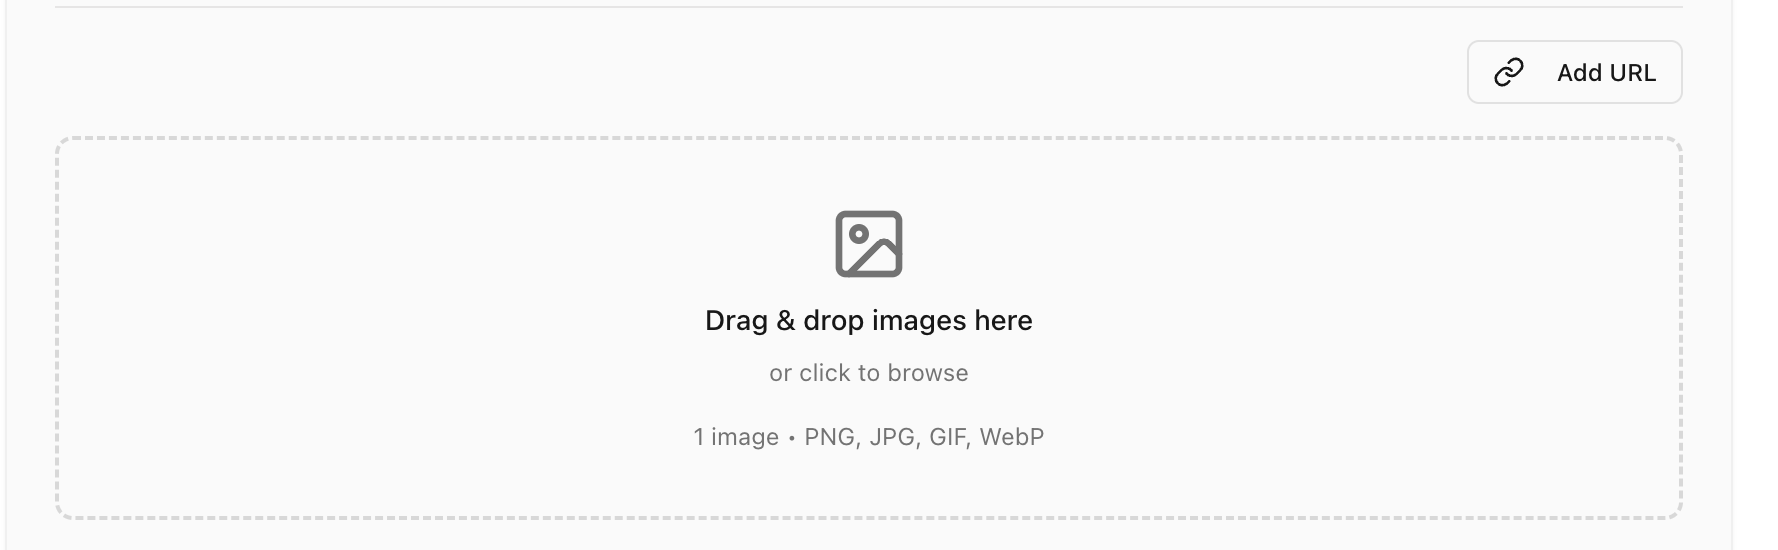 Add URL
Drag & drop images here
or click to browse
1 image • PNG, JPG, GIF, WebP